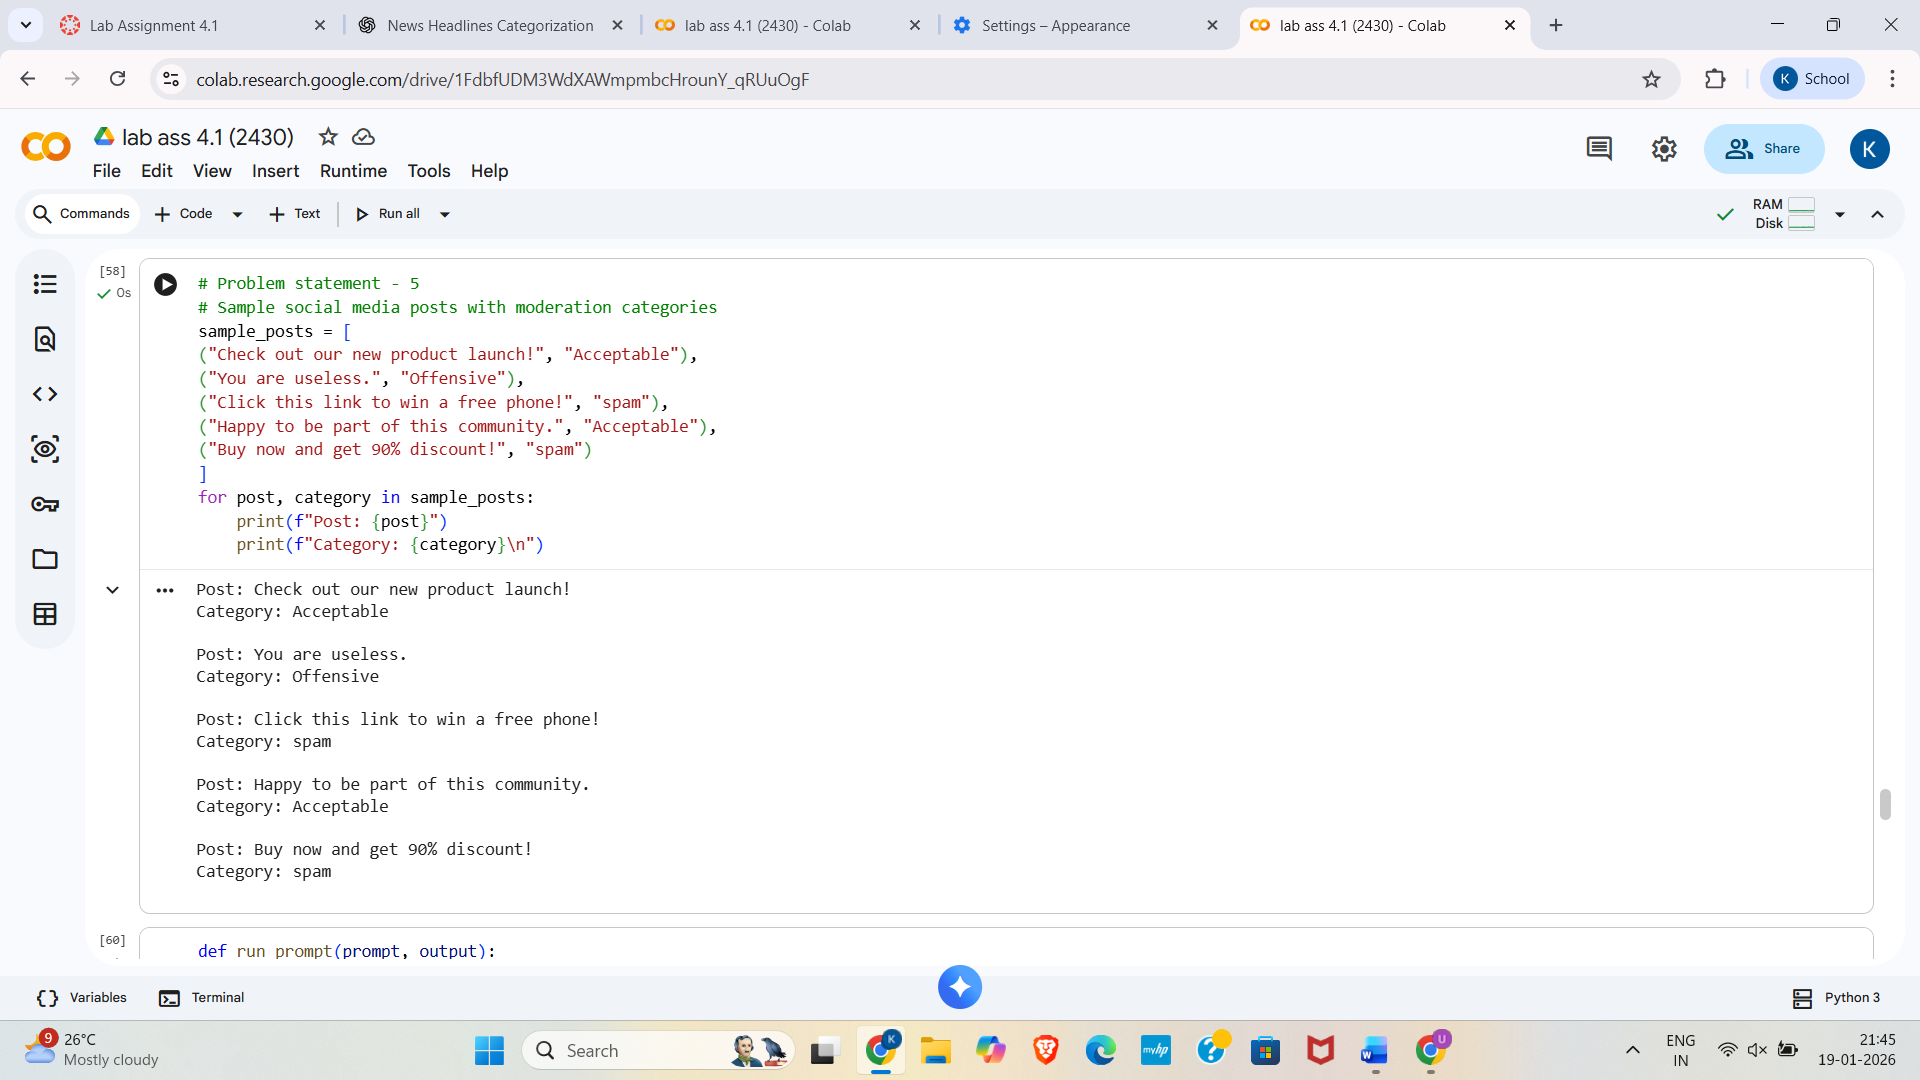 Lab Assignment 4.1
News Headlines Categorization
lab ass 4.1 (2430) - Colab
Settings – Appearance
lab ass 4.1 (2430) - Colab
colab.research.google.com/drive/1FdbfUDM3WdXAWmpmbcHrounY_qRUuOgF
K School
lab ass 4.1 (2430)
File Edit View Insert Runtime Tools Help
Share
K
Commands + Code + Text Run all
RAM
Disk
[58]
0s
# Problem statement - 5
# Sample social media posts with moderation categories
sample_posts = [
("Check out our new product launch!", "Acceptable"),
("You are useless.", "Offensive"),
("Click this link to win a free phone!", "spam"),
("Happy to be part of this community.", "Acceptable"),
("Buy now and get 90% discount!", "spam")
]
for post, category in sample_posts:
    print(f"Post: {post}")
    print(f"Category: {category}\n")
Post: Check out our new product launch!
Category: Acceptable
Post: You are useless.
Category: Offensive
Post: Click this link to win a free phone!
Category: spam
Post: Happy to be part of this community.
Category: Acceptable
Post: Buy now and get 90% discount!
Category: spam
[60]
def run_prompt(prompt, output):
Variables
Terminal
Python 3
9
26°C
Mostly cloudy
Search
K
myhp
W
U
ENG
IN
21:45
19-01-2026